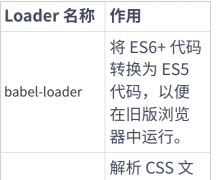 Loader 名称 作用
将 ES6+ 代码
转换为 ES5
babel-loader 代码，以便
在旧版浏览
器中运行。
解析 CSS 文